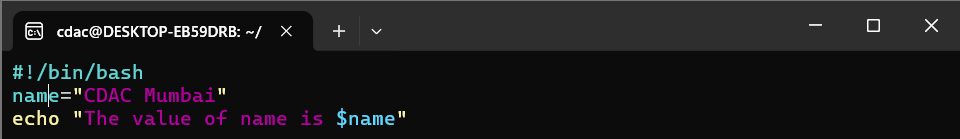 cdac@DESKTOP-EB59DRB: ~/
#!/bin/bash
name="CDAC Mumbai"
echo "The value of name is $name"